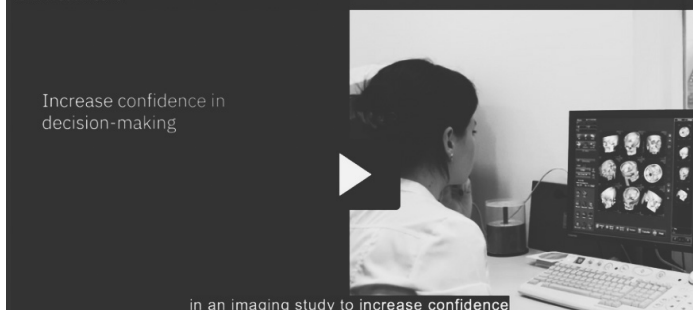 Increase confidence in
decision-making
in an imaging study to increase confidence